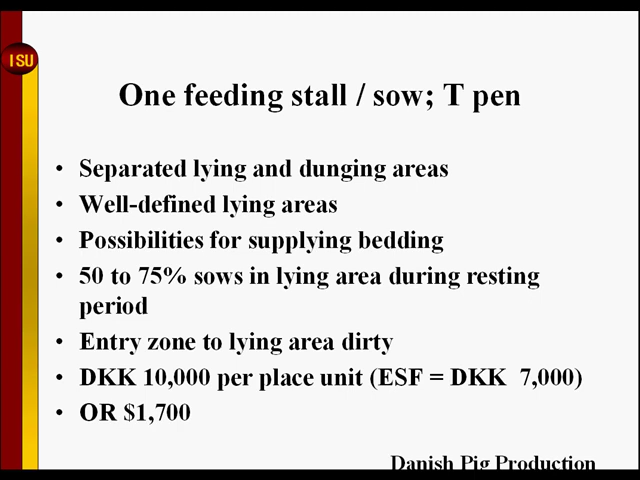 ISU
One feeding stall / sow; T pen
• Separated lying and dunging areas
• Well-defined lying areas
• Possibilities for supplying bedding
• 50 to 75% sows in lying area during resting
period
• Entry zone to lying area dirty
• DKK 10,000 per place unit (ESF = DKK  7,000)
• OR $1,700
Danish Pig Production